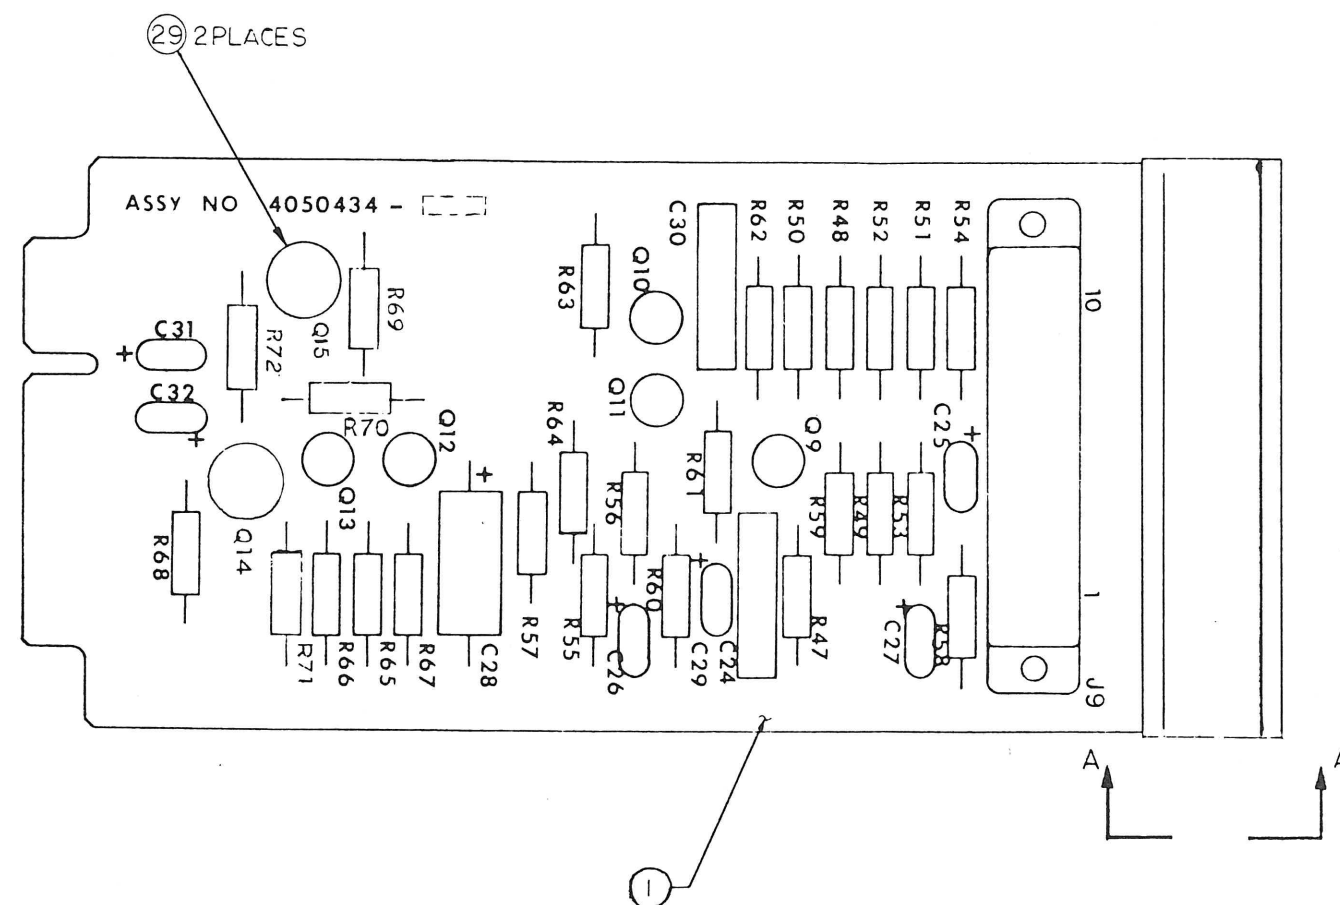 29 2PLACES
ASSY NO 4050434 -
C30
R62
R50
R48
R52
R51
R54
Q10
R63
10
R69
Q15
C31
+
R72
C32
+
R70
Q12
Q11
R64
Q9
C25
+
R61
+
Q13
R56
R59
R49
R53
R68
Q14
+
R60
+
1
R71
R66
R65
R67
C28
R57
R55
C26
C29
C24
R47
+
C27
R58
J9
A
A
1